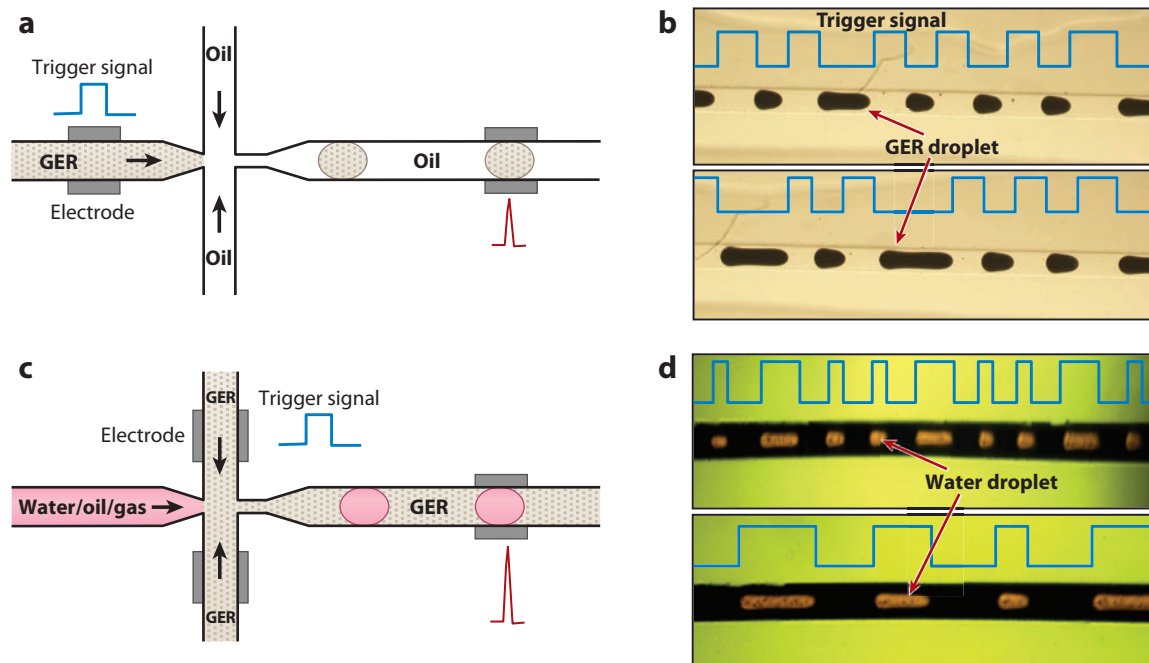 a
Trigger signal
Oil
GER
Oil
Electrode
Oil
b
Trigger signal
GER droplet
c
GER
Trigger signal
Electrode
Water/oil/gas
GER
GER
d
Water droplet